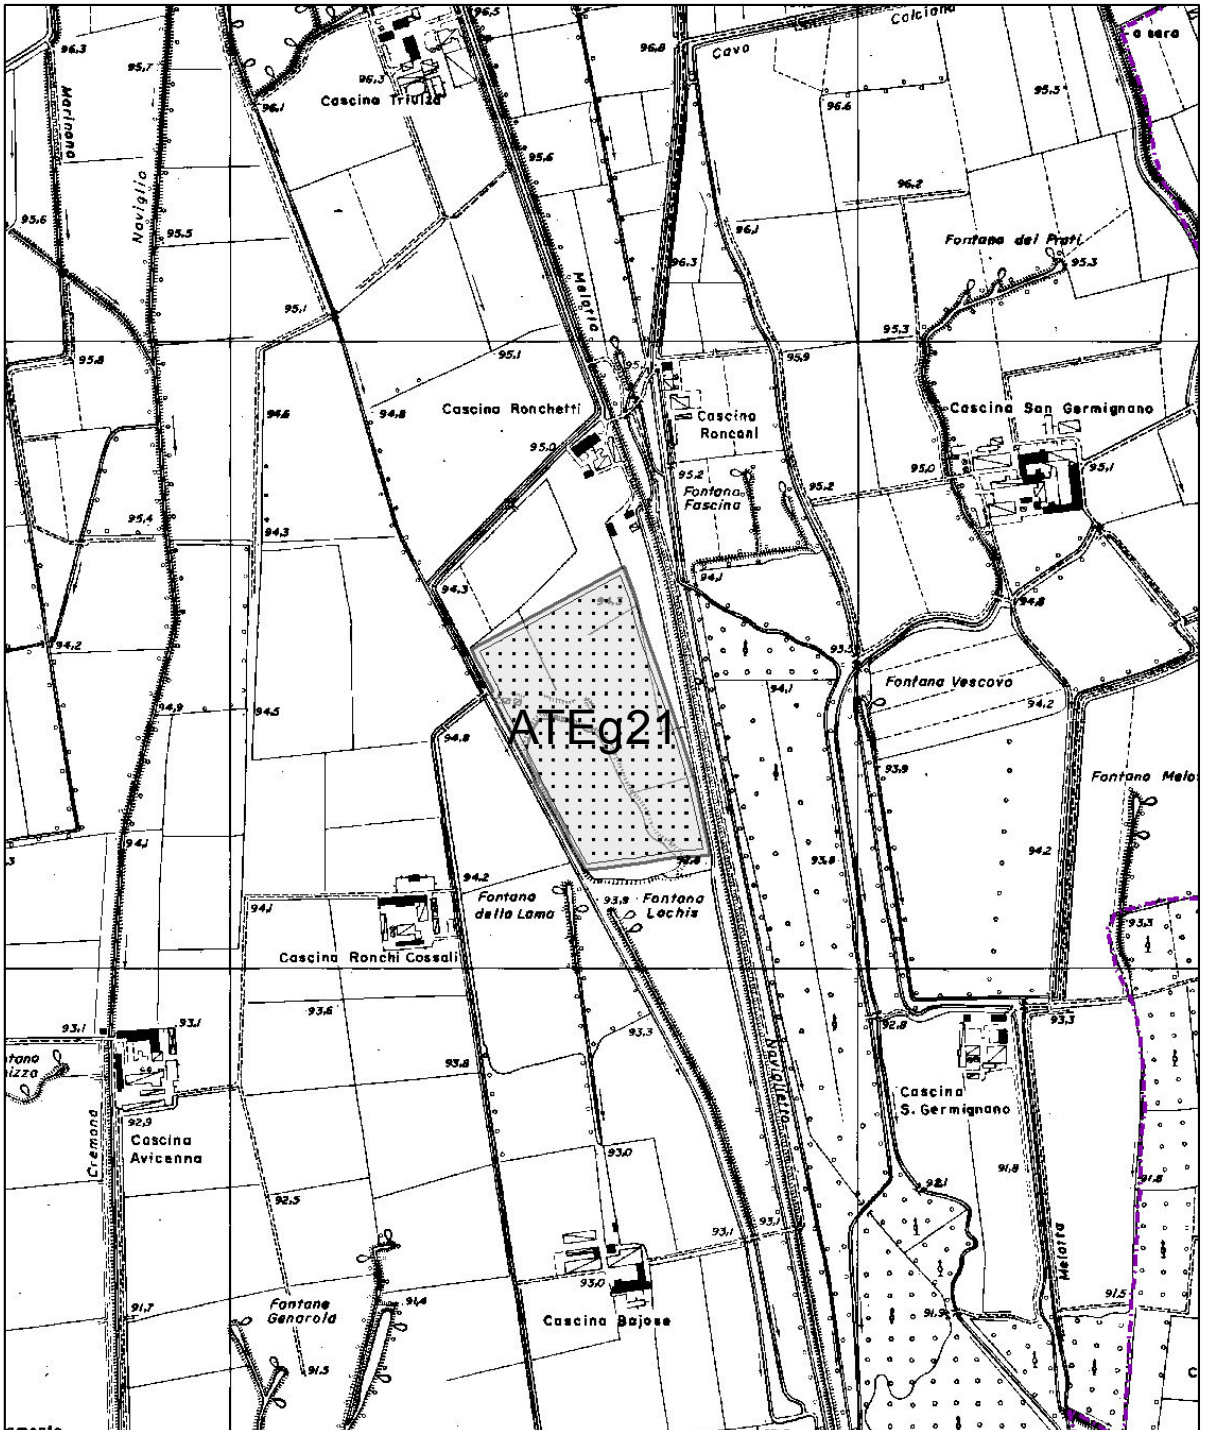 96,5
Calciana
96,3
95,7
96,8
Cavo
a sera
96,3
Cascina Triulza
96,1
96.6
95,5
Marinona
Naviglio
95,6
96,2
93,6
95,5
96,1
Fontana dei Prati
95,3
96.3
Melotta
95,1
95,3
95,8
95,1
95,9
94,6
94,8
Cascina Ronchetti
Cascina
Roncani
Cascina San Germignano
95,0
95,2
95,0
95,1
Fontana
Fascina
95,2
95,4
94,3
94,3
94,1
94,3
94,8
94,2
94,1
Fontana Vescovo
94,9
94,5
94,2
ATEg21
94,8
93,9
Fontana Melo
94,1
92,8
93,8
94,2
94,2
Fontana
della Lama
93,9
Fontana
Lachis
94,1
93,3
Cascina Ronchi Cossali
93,6
93,3
93,1
93,1
92,8
93,3
93,8
Naviglietto
Cascina
S. Germignano
92,9
Cascina
Avicenna
Cremona
93,0
91,8
92,5
92,1
91,8
93,1
93,1
Melotta
93,0
91,7
Fontane
Genarola
91,4
Cascina Bajose
91,5
91,9
91,5